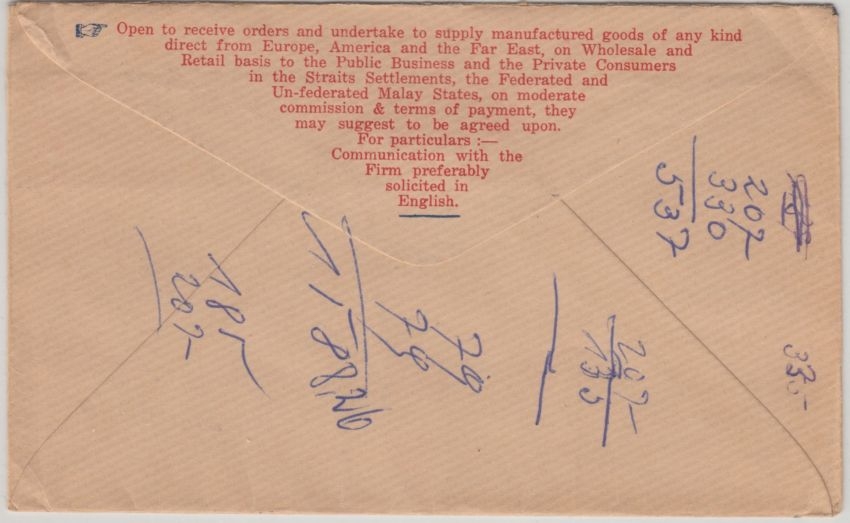 Open to receive orders and undertake to supply manufactured goods of any kind
direct from Europe, America and the Far East, on Wholesale and
Retail basis to the Public Business and the Private Consumers
in the Straits Settlements, the Federated and
Un-federated Malay States, on moderate
commission & terms of payment, they
may suggest to be agreed upon.
For particulars :—
Communication with the
Firm preferably
solicited in
English.
207-
330
537